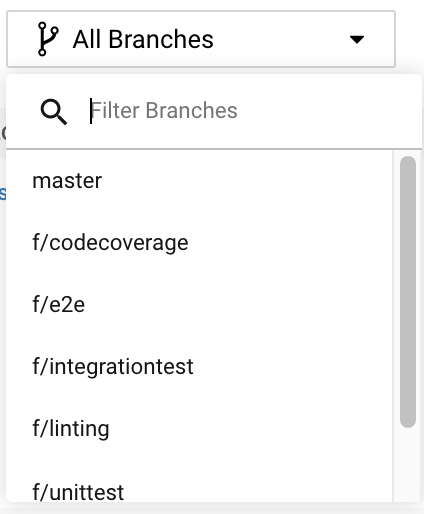 All Branches
Filter Branches
master
f/codecoverage
f/e2e
f/integrationtest
f/linting
f/unittest